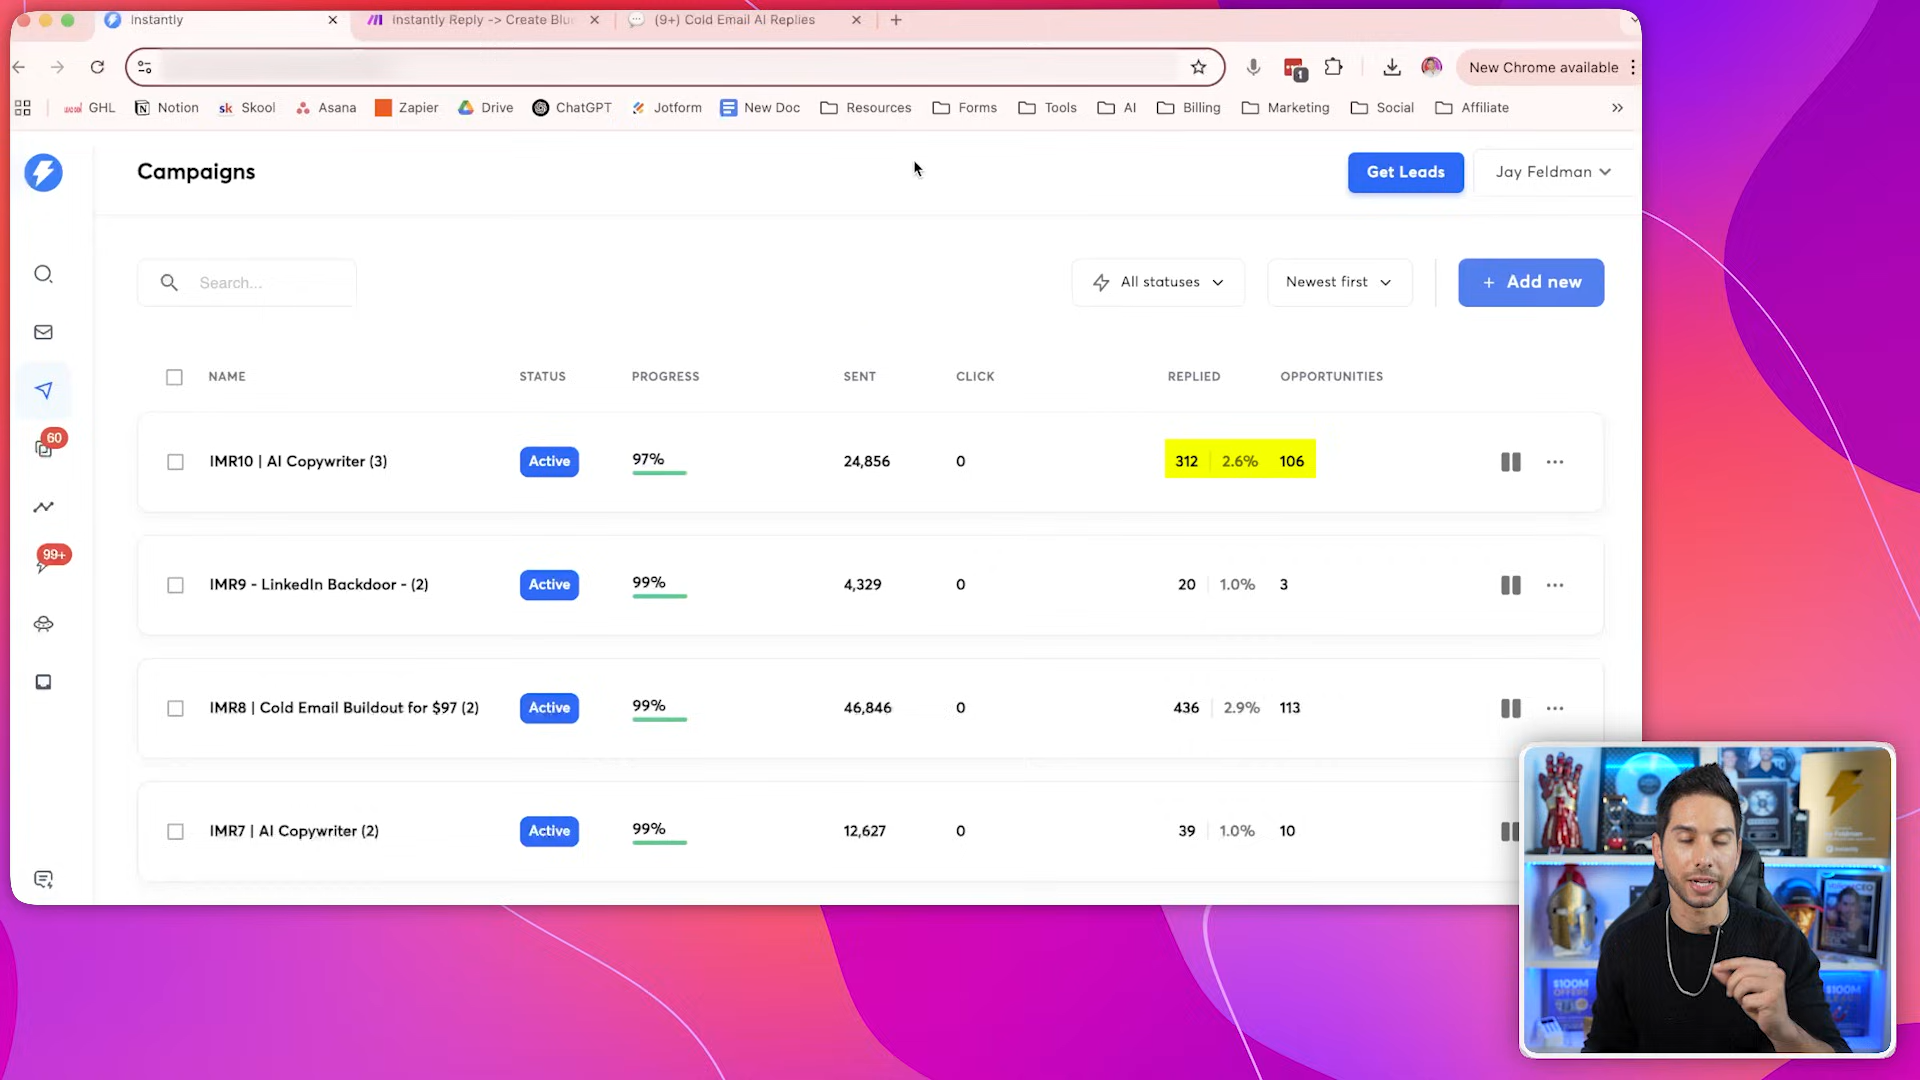 Instantly
Instantly Reply -> Create Blu
(9+) Cold Email AI Replies
New Chrome available
GHL
Notion
sk Skool
Asana
Zapier
Drive
ChatGPT
Jotform
New Doc
Resources
Forms
Tools
AI
Billing
Marketing
Social
Affiliate
Campaigns
Get Leads
Jay Feldman
Search...
All statuses
Newest first
+ Add new
NAME STATUS PROGRESS SENT CLICK REPLIED OPPORTUNITIES
IMR10 | AI Copywriter (3) Active 97% 24,856 0 312 2.6% 106
IMR9 - LinkedIn Backdoor - (2) Active 99% 4,329 0 20 1.0% 3
IMR8 | Cold Email Buildout for $97 (2) Active 99% 46,846 0 436 2.9% 113
IMR7 | AI Copywriter (2) Active 99% 12,627 0 39 1.0% 10
60
99+
1
$100M
OFFERS
$100M